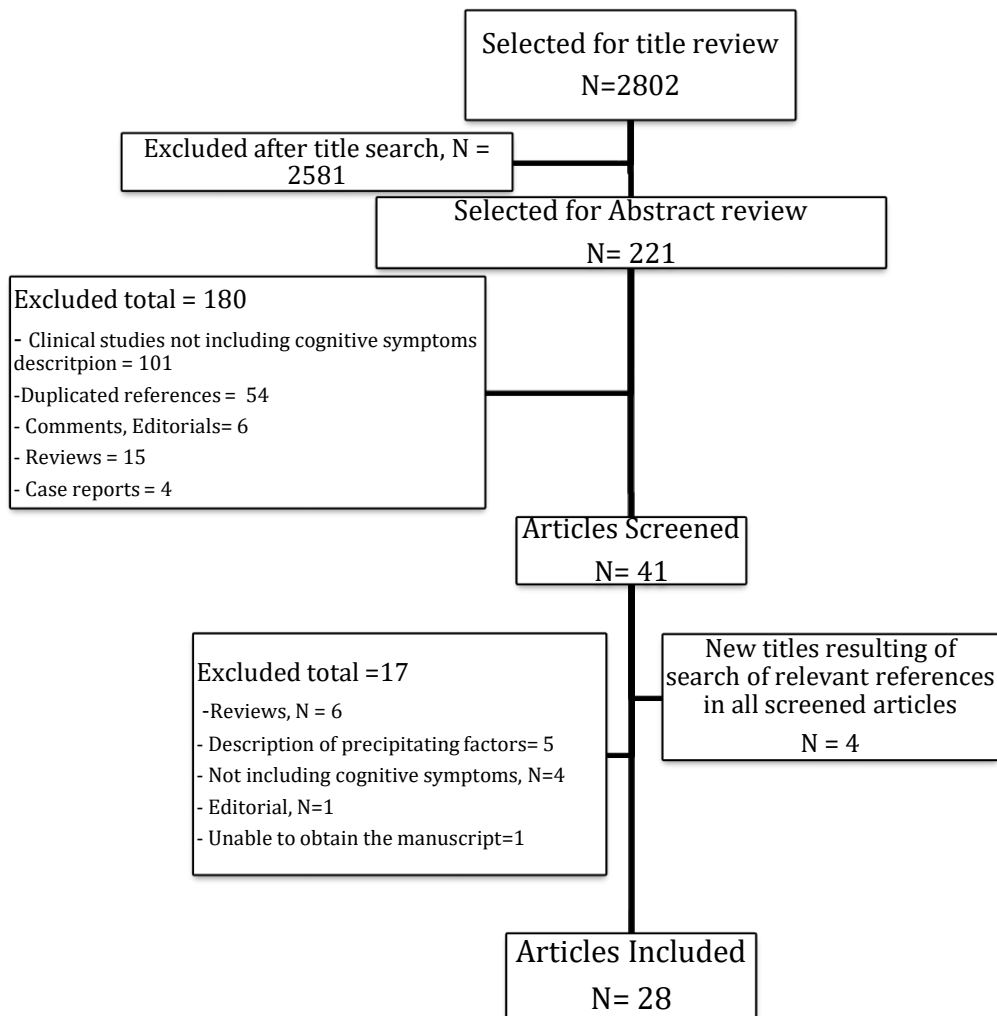 Selected for title review
N=2802
Excluded after title search, N =
2581
Selected for Abstract review
N= 221
Excluded total = 180
- Clinical studies not including cognitive symptoms
descritpion = 101
-Duplicated references = 54
- Comments, Editorials= 6
- Reviews = 15
- Case reports = 4
Articles Screened
N= 41
Excluded total =17
-Reviews, N = 6
- Description of precipitating factors= 5
- Not including cognitive symptoms, N=4
- Editorial, N=1
- Unable to obtain the manuscript=1
New titles resulting of
search of relevant references
in all screened articles
N = 4
Articles Included
N= 28